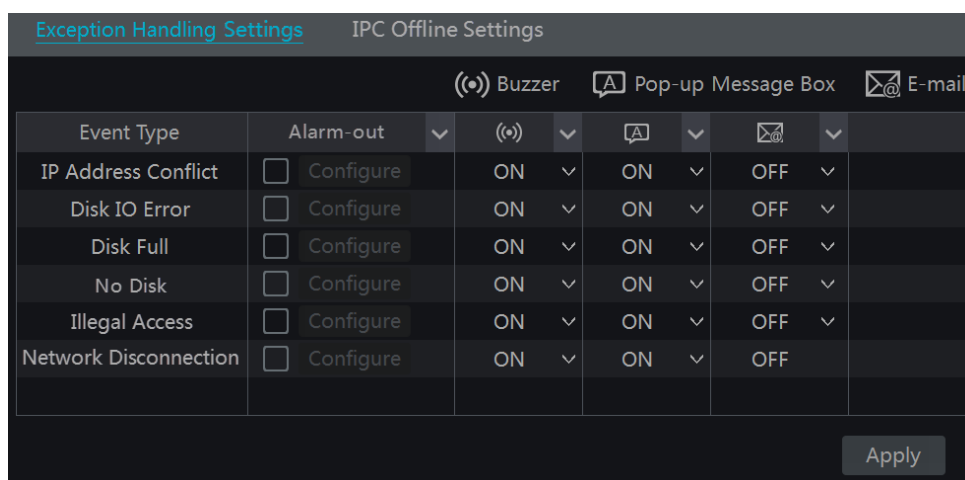 Exception Handling Settings IPC Offline Settings
Buzzer Pop-up Message Box E-mail
Event Type Alarm-out
IP Address Conflict Configure ON ON OFF
Disk IO Error Configure ON ON OFF
Disk Full Configure ON ON OFF
No Disk Configure ON ON OFF
Illegal Access Configure ON ON OFF
Network Disconnection Configure ON ON OFF
Apply